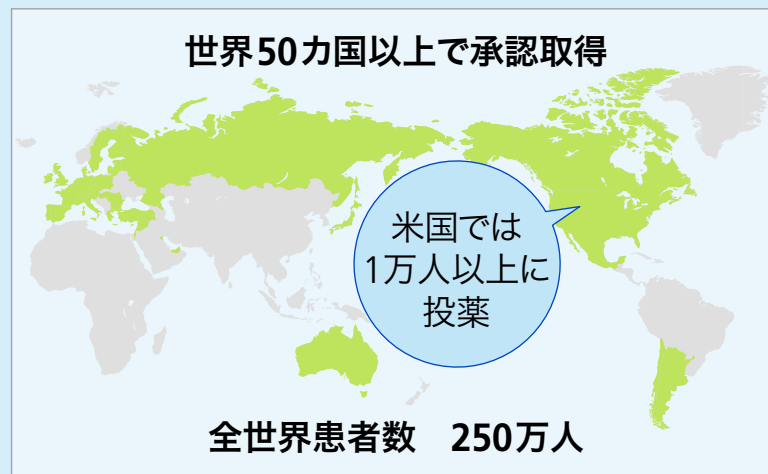 世界50カ国以上で承認取得
米国では
1万人以上に
投薬
全世界患者数　250万人